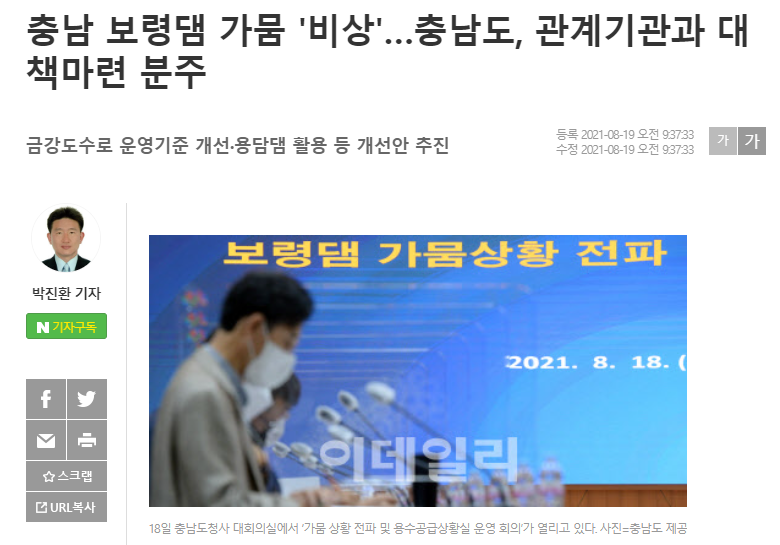 충남 보령댐 가뭄 '비상'…충남도, 관계기관과 대
책마련 분주
금강도수로 운영기준 개선·용담댐 활용 등 개선안 추진
등록 2021-08-19 오전 9:37:33
수정 2021-08-19 오전 9:37:33
가 가
박진환 기자
N 기자구독
스크랩
URL복사
보령댐 가뭄상황 전파
2021. 8. 18. (
이데일리
18일 충남도청사 대회의실에서 ‘가뭄 상황 전파 및 용수공급상황실 운영 회의’가 열리고 있다. 사진=충남도 제공